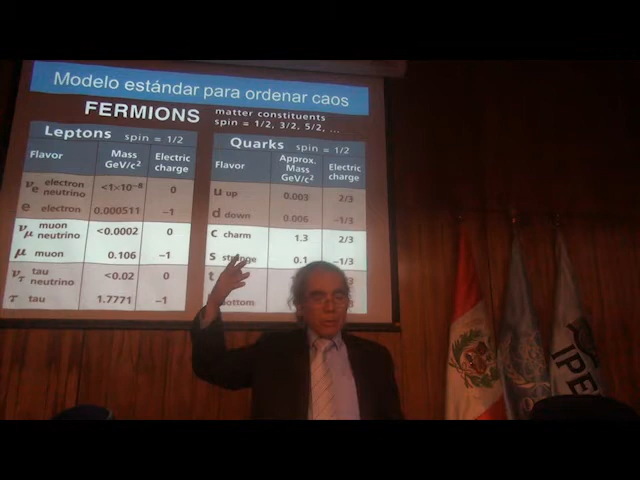 Modelo estándar para ordenar caos
FERMIONS matter constituents
spin = 1/2, 3/2, 5/2, ...
Leptons spin = 1/2
Flavor Mass GeV/c² Electric charge
νe electron neutrino <1×10⁻⁸ 0
e electron 0.000511 −1
νμ muon neutrino <0.0002 0
μ muon 0.106 −1
ντ tau neutrino <0.02 0
τ tau 1.7771 −1
Quarks spin = 1/2
Flavor Approx. Mass GeV/c² Electric charge
u up 0.003 2/3
d down 0.006 −1/3
c charm 1.3 2/3
s strange 0.1 −1/3
t
bottom
IPE